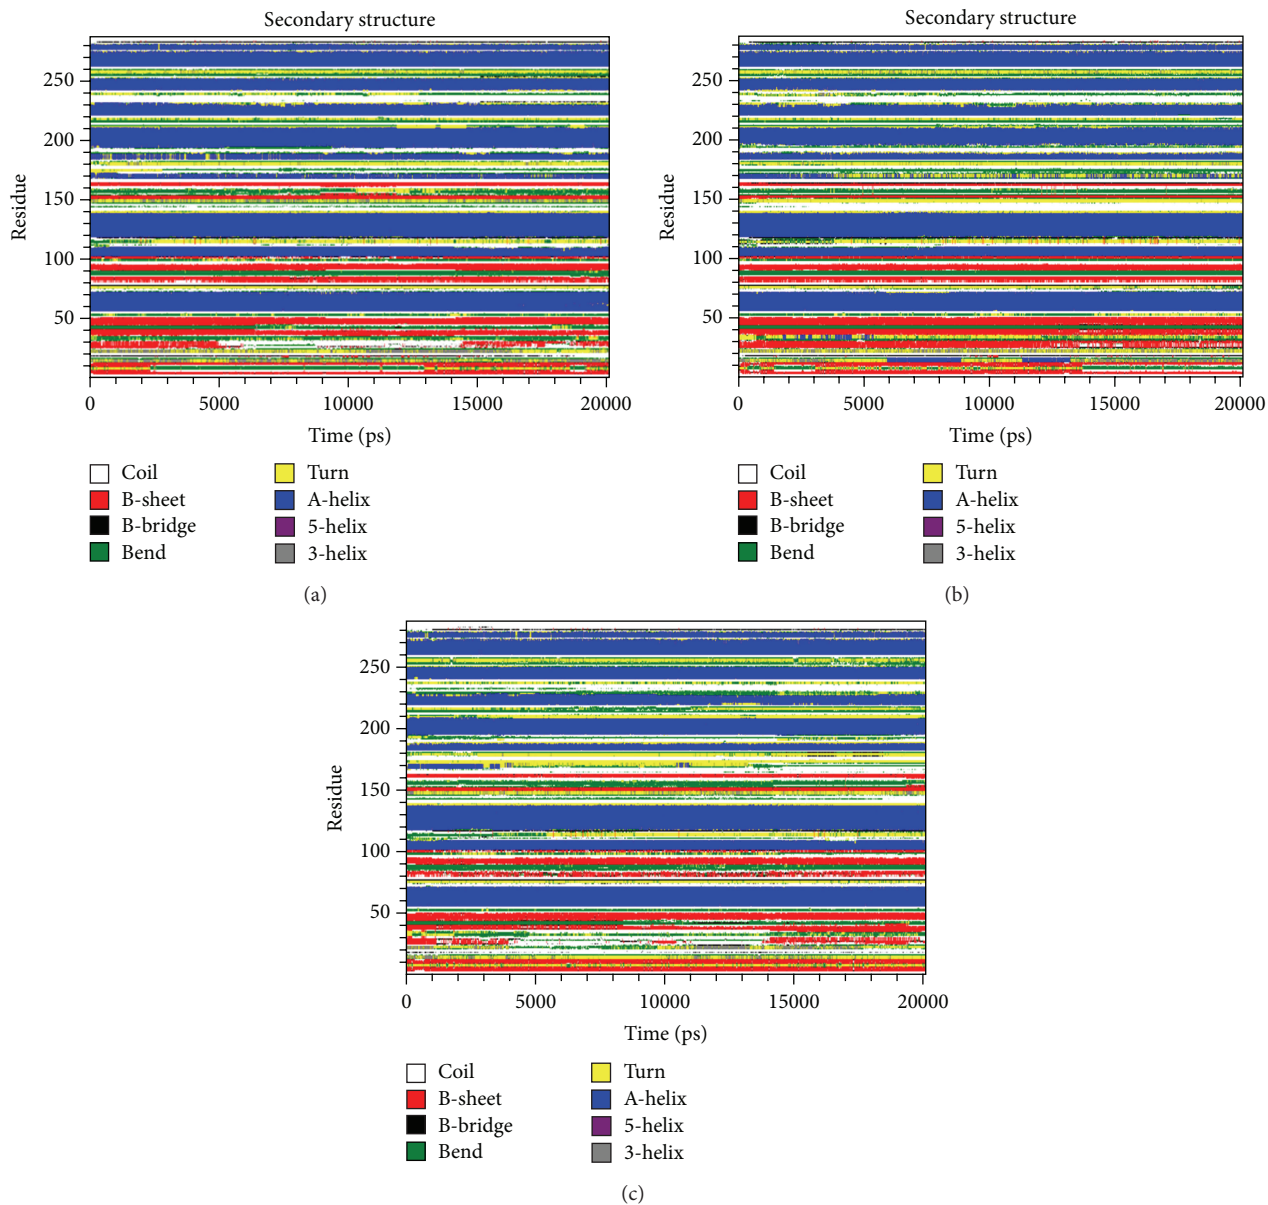 Secondary structure
Residue
250
200
150
100
50
0 5000 10000 15000 20000
Time (ps)
Coil Turn
B-sheet A-helix
B-bridge 5-helix
Bend 3-helix
(a)
Secondary structure
Residue
250
200
150
100
50
0 5000 10000 15000 20000
Time (ps)
Coil Turn
B-sheet A-helix
B-bridge 5-helix
Bend 3-helix
(b)
Residue
250
200
150
100
50
0 5000 10000 15000 20000
Time (ps)
Coil Turn
B-sheet A-helix
B-bridge 5-helix
Bend 3-helix
(c)